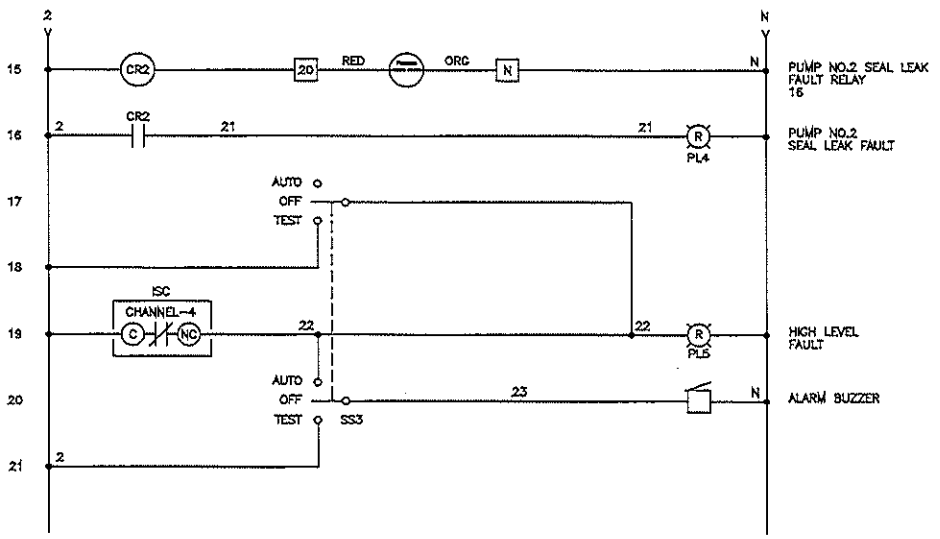 2 N
15 CR2 20 RED ORG N N PUMP NO.2 SEAL LEAK
FAULT RELAY
16
CR2
16 2 21 21 R PUMP NO.2
SEAL LEAK FAULT
PL4
AUTO
17 OFF
TEST
18
ISC
CHANNEL-4
19 C NC 22 22 R HIGH LEVEL
FAULT
PL5
AUTO
20 OFF 23 N ALARM BUZZER
TEST SS3
21 2